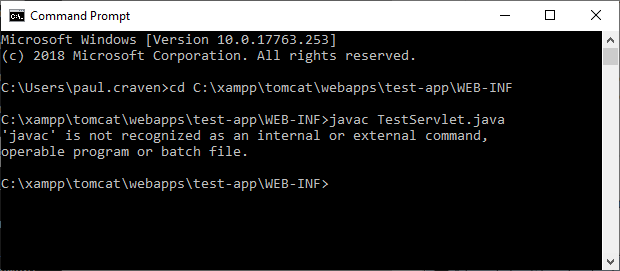 Command Prompt
Microsoft Windows [Version 10.0.17763.253]
(c) 2018 Microsoft Corporation. All rights reserved.
C:\Users\paul.craven>cd C:\xampp\tomcat\webapps\test-app\WEB-INF
C:\xampp\tomcat\webapps\test-app\WEB-INF>javac TestServlet.java
'javac' is not recognized as an internal or external command,
operable program or batch file.
C:\xampp\tomcat\webapps\test-app\WEB-INF>